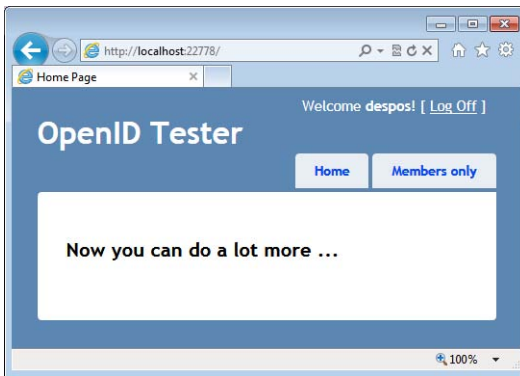 http://localhost:22778/
Home Page
Welcome despos! [ Log Off ]
OpenID Tester
Home
Members only
Now you can do a lot more ...
100%